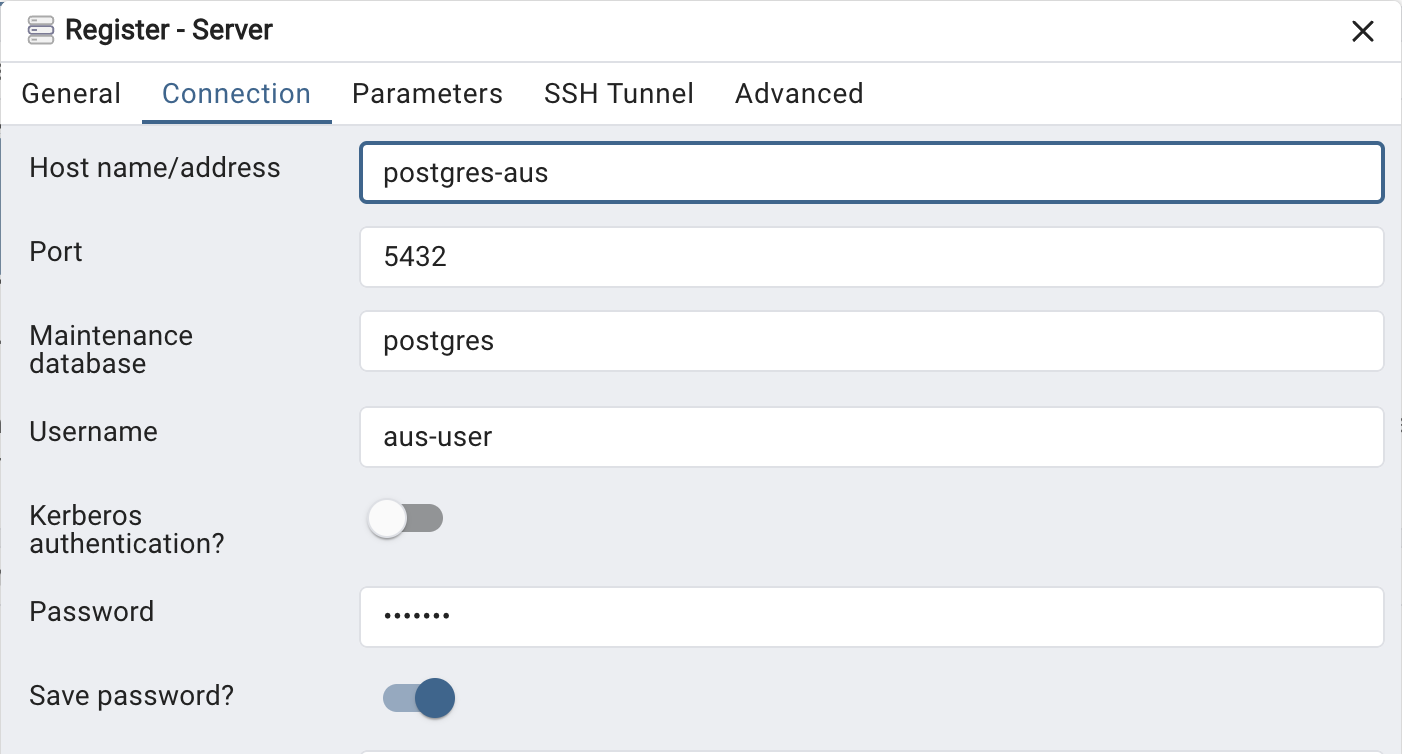 Register - Server
General Connection Parameters SSH Tunnel Advanced
Host name/address
postgres-aus
Port
5432
Maintenance
database
postgres
Username
aus-user
Kerberos
authentication?
Password
•••••••
Save password?